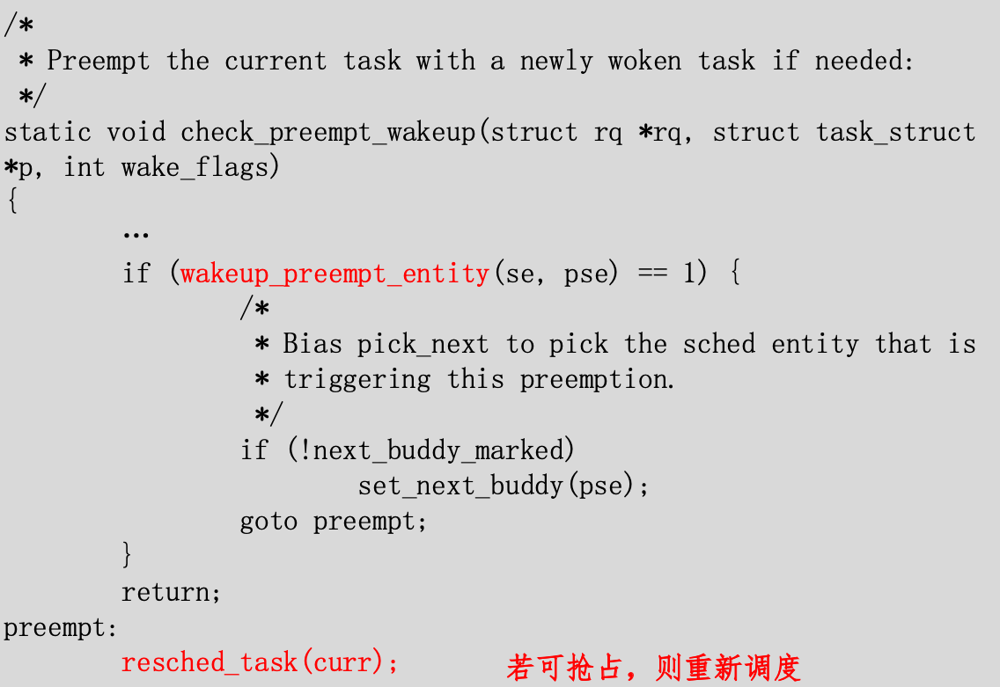 /*
 * Preempt the current task with a newly woken task if needed:
 */
static void check_preempt_wakeup(struct rq *rq, struct task_struct
*p, int wake_flags)
{
        …
        if (wakeup_preempt_entity(se, pse) == 1) {
                /*
                 * Bias pick_next to pick the sched entity that is
                 * triggering this preemption.
                 */
                if (!next_buddy_marked)
                        set_next_buddy(pse);
                goto preempt;
        }
        return;
preempt:
        resched_task(curr);        若可抢占，则重新调度